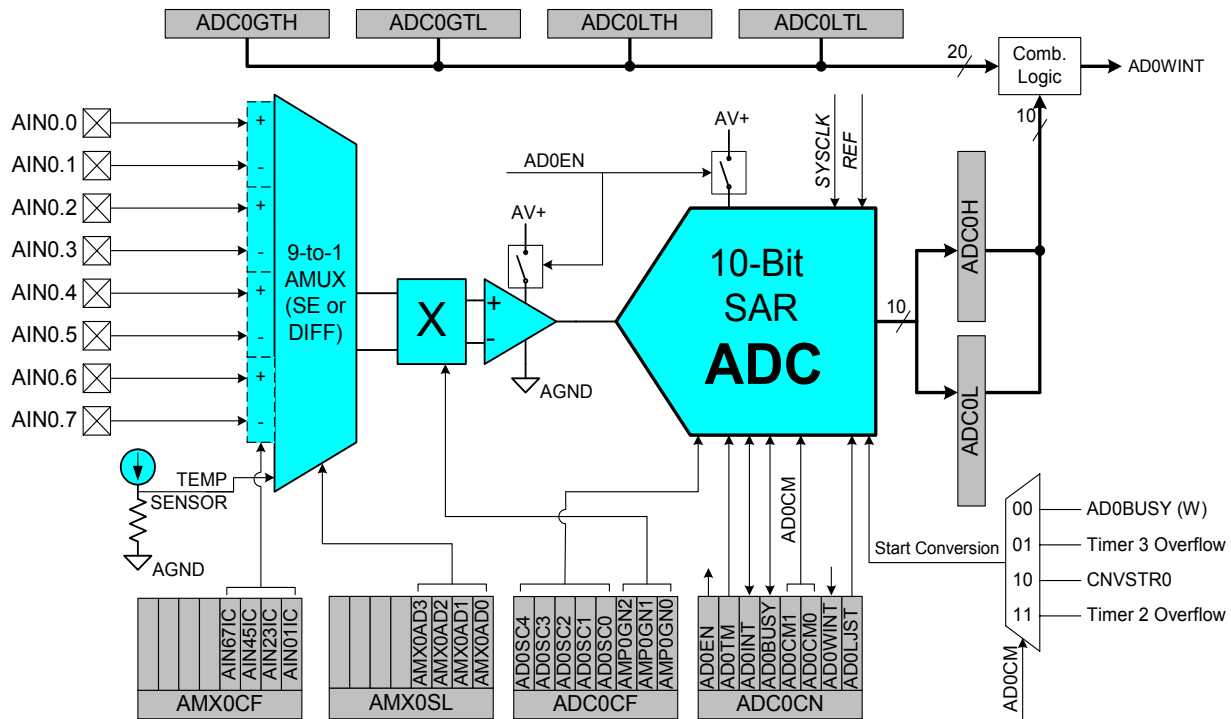 ADC0GTH
ADC0GTL
ADC0LTH
ADC0LTL
20
Comb.
Logic
AD0WINT
10
AIN0.0
AIN0.1
AIN0.2
AIN0.3
AIN0.4
AIN0.5
AIN0.6
AIN0.7
+
-
+
-
+
-
+
-
9-to-1
AMUX
(SE or
DIFF)
X
+
-
AV+
AD0EN
AV+
AGND
SYSCLK
REF
10-Bit
SAR
ADC
10
ADC0H
ADC0L
TEMP
SENSOR
AGND
AD0CM
Start Conversion
00
AD0BUSY (W)
01
Timer 3 Overflow
10
CNVSTR0
11
Timer 2 Overflow
AD0CM
AIN67IC
AIN45IC
AIN23IC
AIN01IC
AMX0CF
AMX0AD3
AMX0AD2
AMX0AD1
AMX0AD0
AMX0SL
AD0SC4
AD0SC3
AD0SC2
AD0SC1
AD0SC0
AMP0GN2
AMP0GN1
AMP0GN0
ADC0CF
AD0EN
AD0TM
AD0INT
AD0BUSY
AD0CM1
AD0CM0
AD0WINT
AD0LJST
ADC0CN